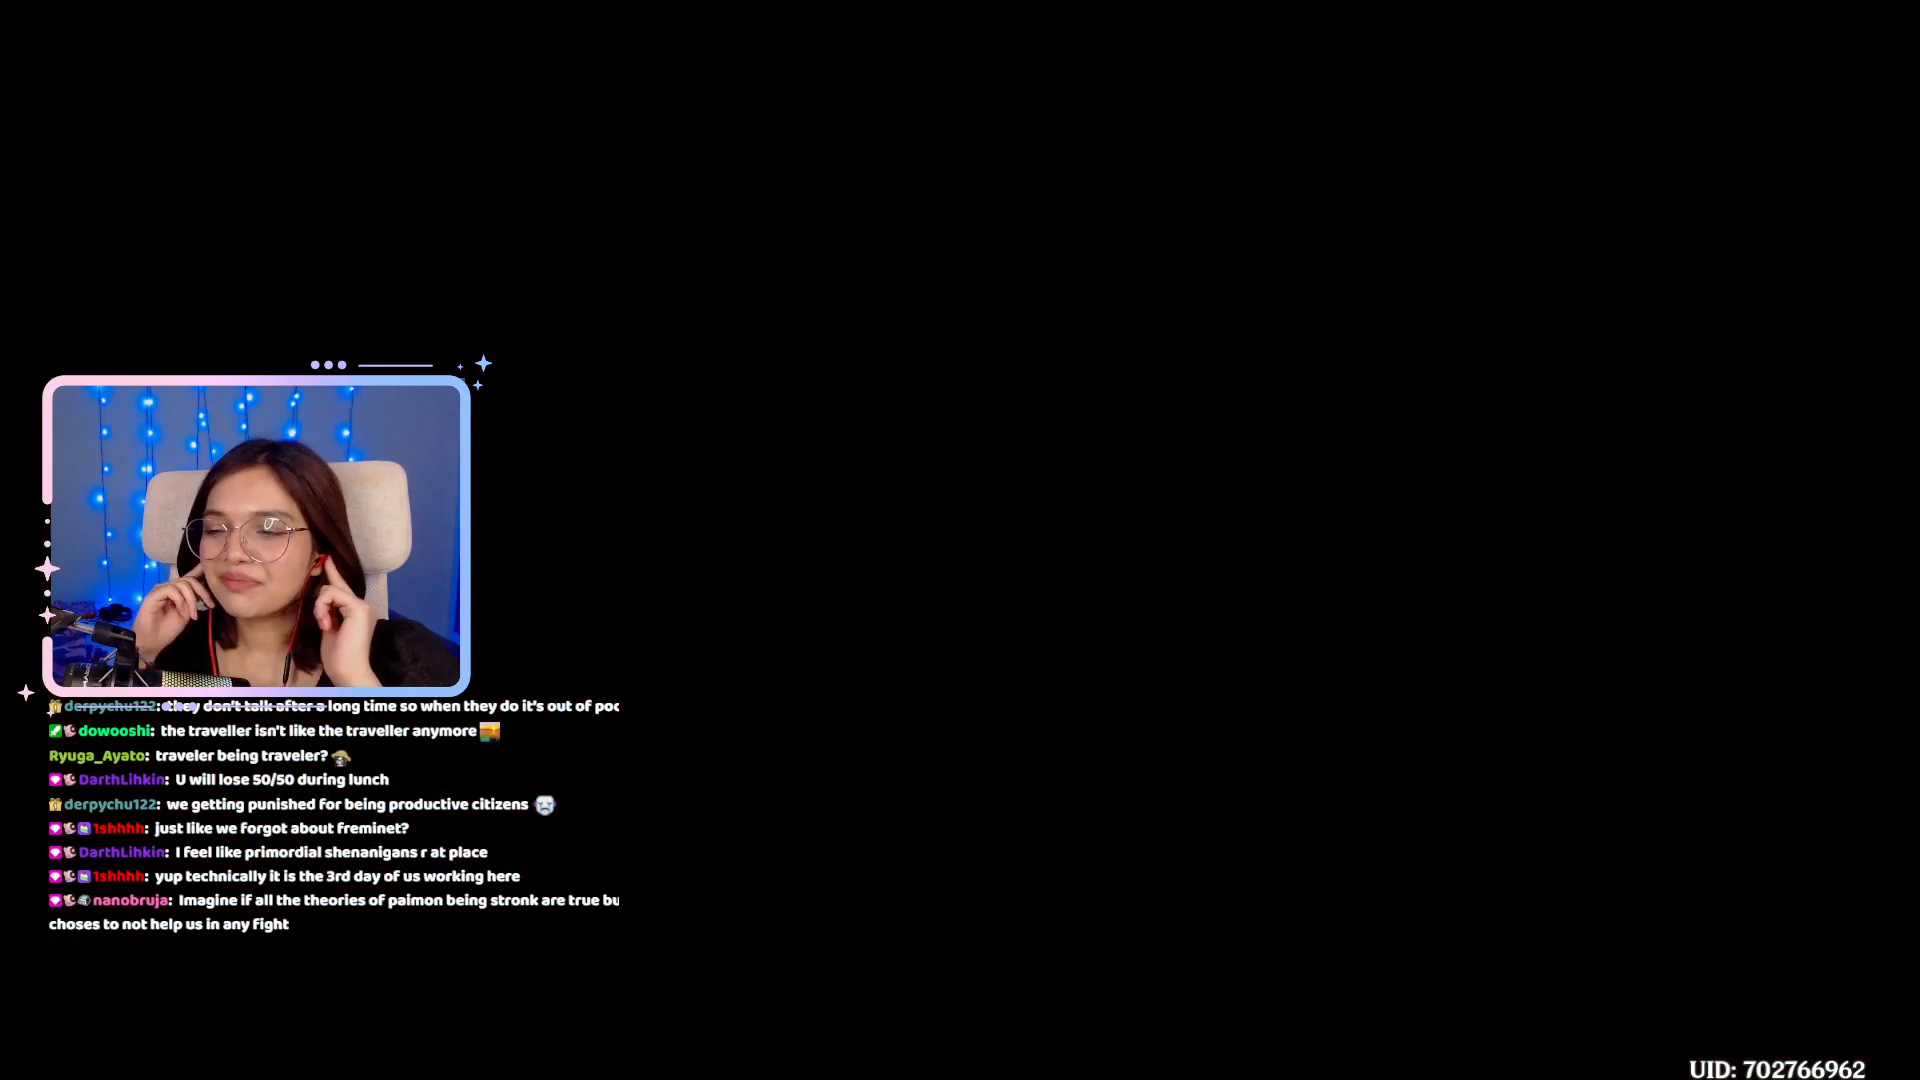 derpychu122: they don't talk after a long time so when they do it's out of poc
dowooshi: the traveller isn't like the traveller anymore
Ryuga_Ayato: traveler being traveler?
DarthLihkin: U will lose 50/50 during lunch
derpychu122: we getting punished for being productive citizens
1shhhh: just like we forgot about freminet?
DarthLihkin: I feel like primordial shenanigans r at place
1shhhh: yup technically it is the 3rd day of us working here
nanobruja: Imagine if all the theories of paimon being stronk are true bu
choses to not help us in any fight
UID: 702766962